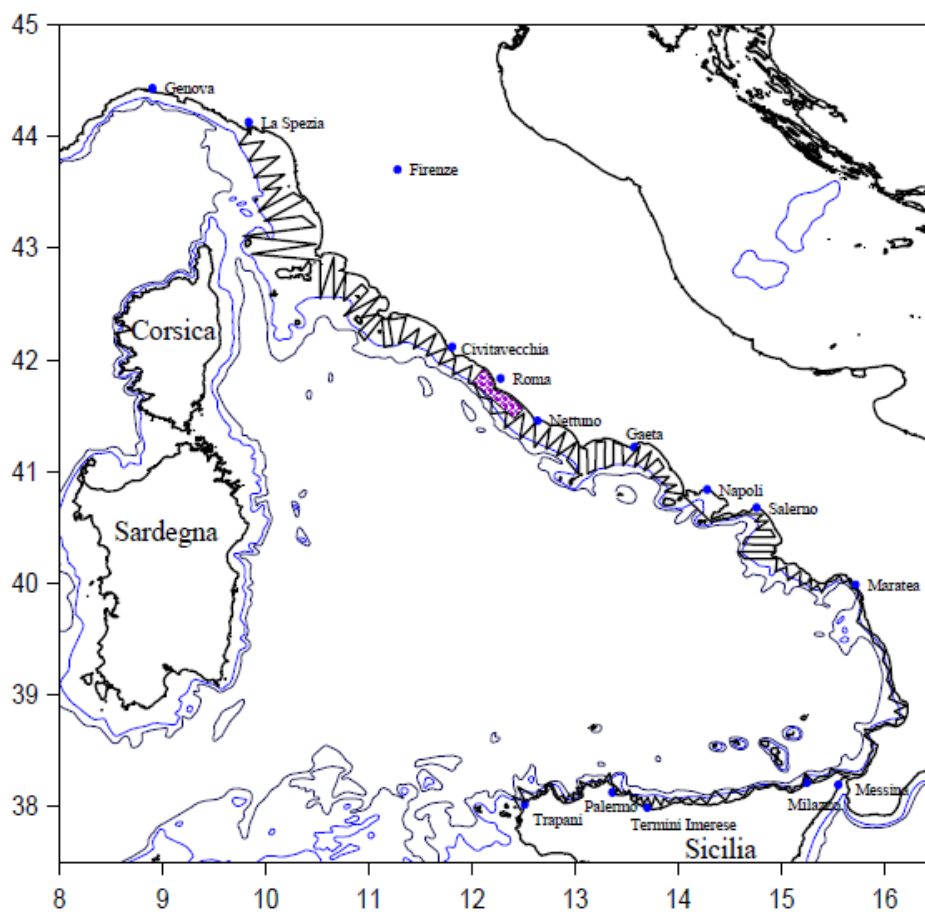 45
Genova
44
La Spezia
Firenze
43
Corsica
42
Civitavecchia
Roma
Nettuno
Gaeta
41
Napoli
Salerno
Sardegna
40
Maratea
39
38
Trapani
Palermo
Termini Imerese
Milazzo
Messina
Sicilia
8 9 10 11 12 13 14 15 16